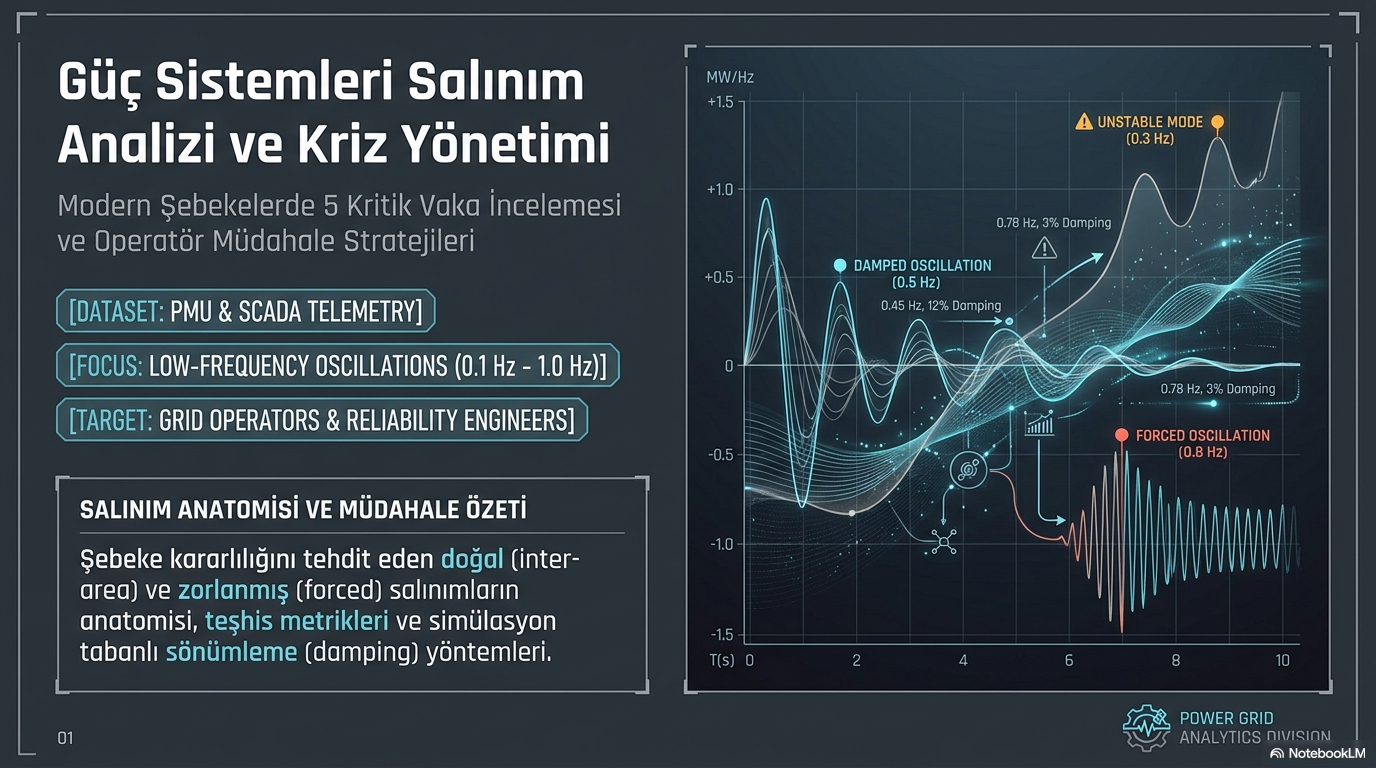 Güç Sistemleri Salınım
Analizi ve Kriz Yönetimi
Modern Şebekelerde 5 Kritik Vaka İncelemesi
ve Operatör Müdahale Stratejileri
[DATASET: PMU & SCADA TELEMETRY]
[FOCUS: LOW-FREQUENCY OSCILLATIONS (0.1 Hz – 1.0 Hz)]
[TARGET: GRID OPERATORS & RELIABILITY ENGINEERS]
SALINIM ANATOMİSİ VE MÜDAHALE ÖZETİ
Şebeke kararlılığını tehdit eden doğal (inter-
area) ve zorlanmış (forced) salınımların
anatomisi, teşhis metrikleri ve simülasyon
tabanlı sönümleme (damping) yöntemleri.
01
MW/Hz
+1.5
+1.0
+0.5
0
-0.5
-1.0
-1.5
T(s) 0 2 4 6 8 10
UNSTABLE MODE
(0.3 Hz)
0.78 Hz, 3% Damping
DAMPED OSCILLATION
(0.5 Hz)
0.45 Hz, 12% Damping
0.78 Hz, 3% Damping
FORCED OSCILLATION
(0.8 Hz)
POWER GRID
ANALYTICS DIVISION
NotebookLM